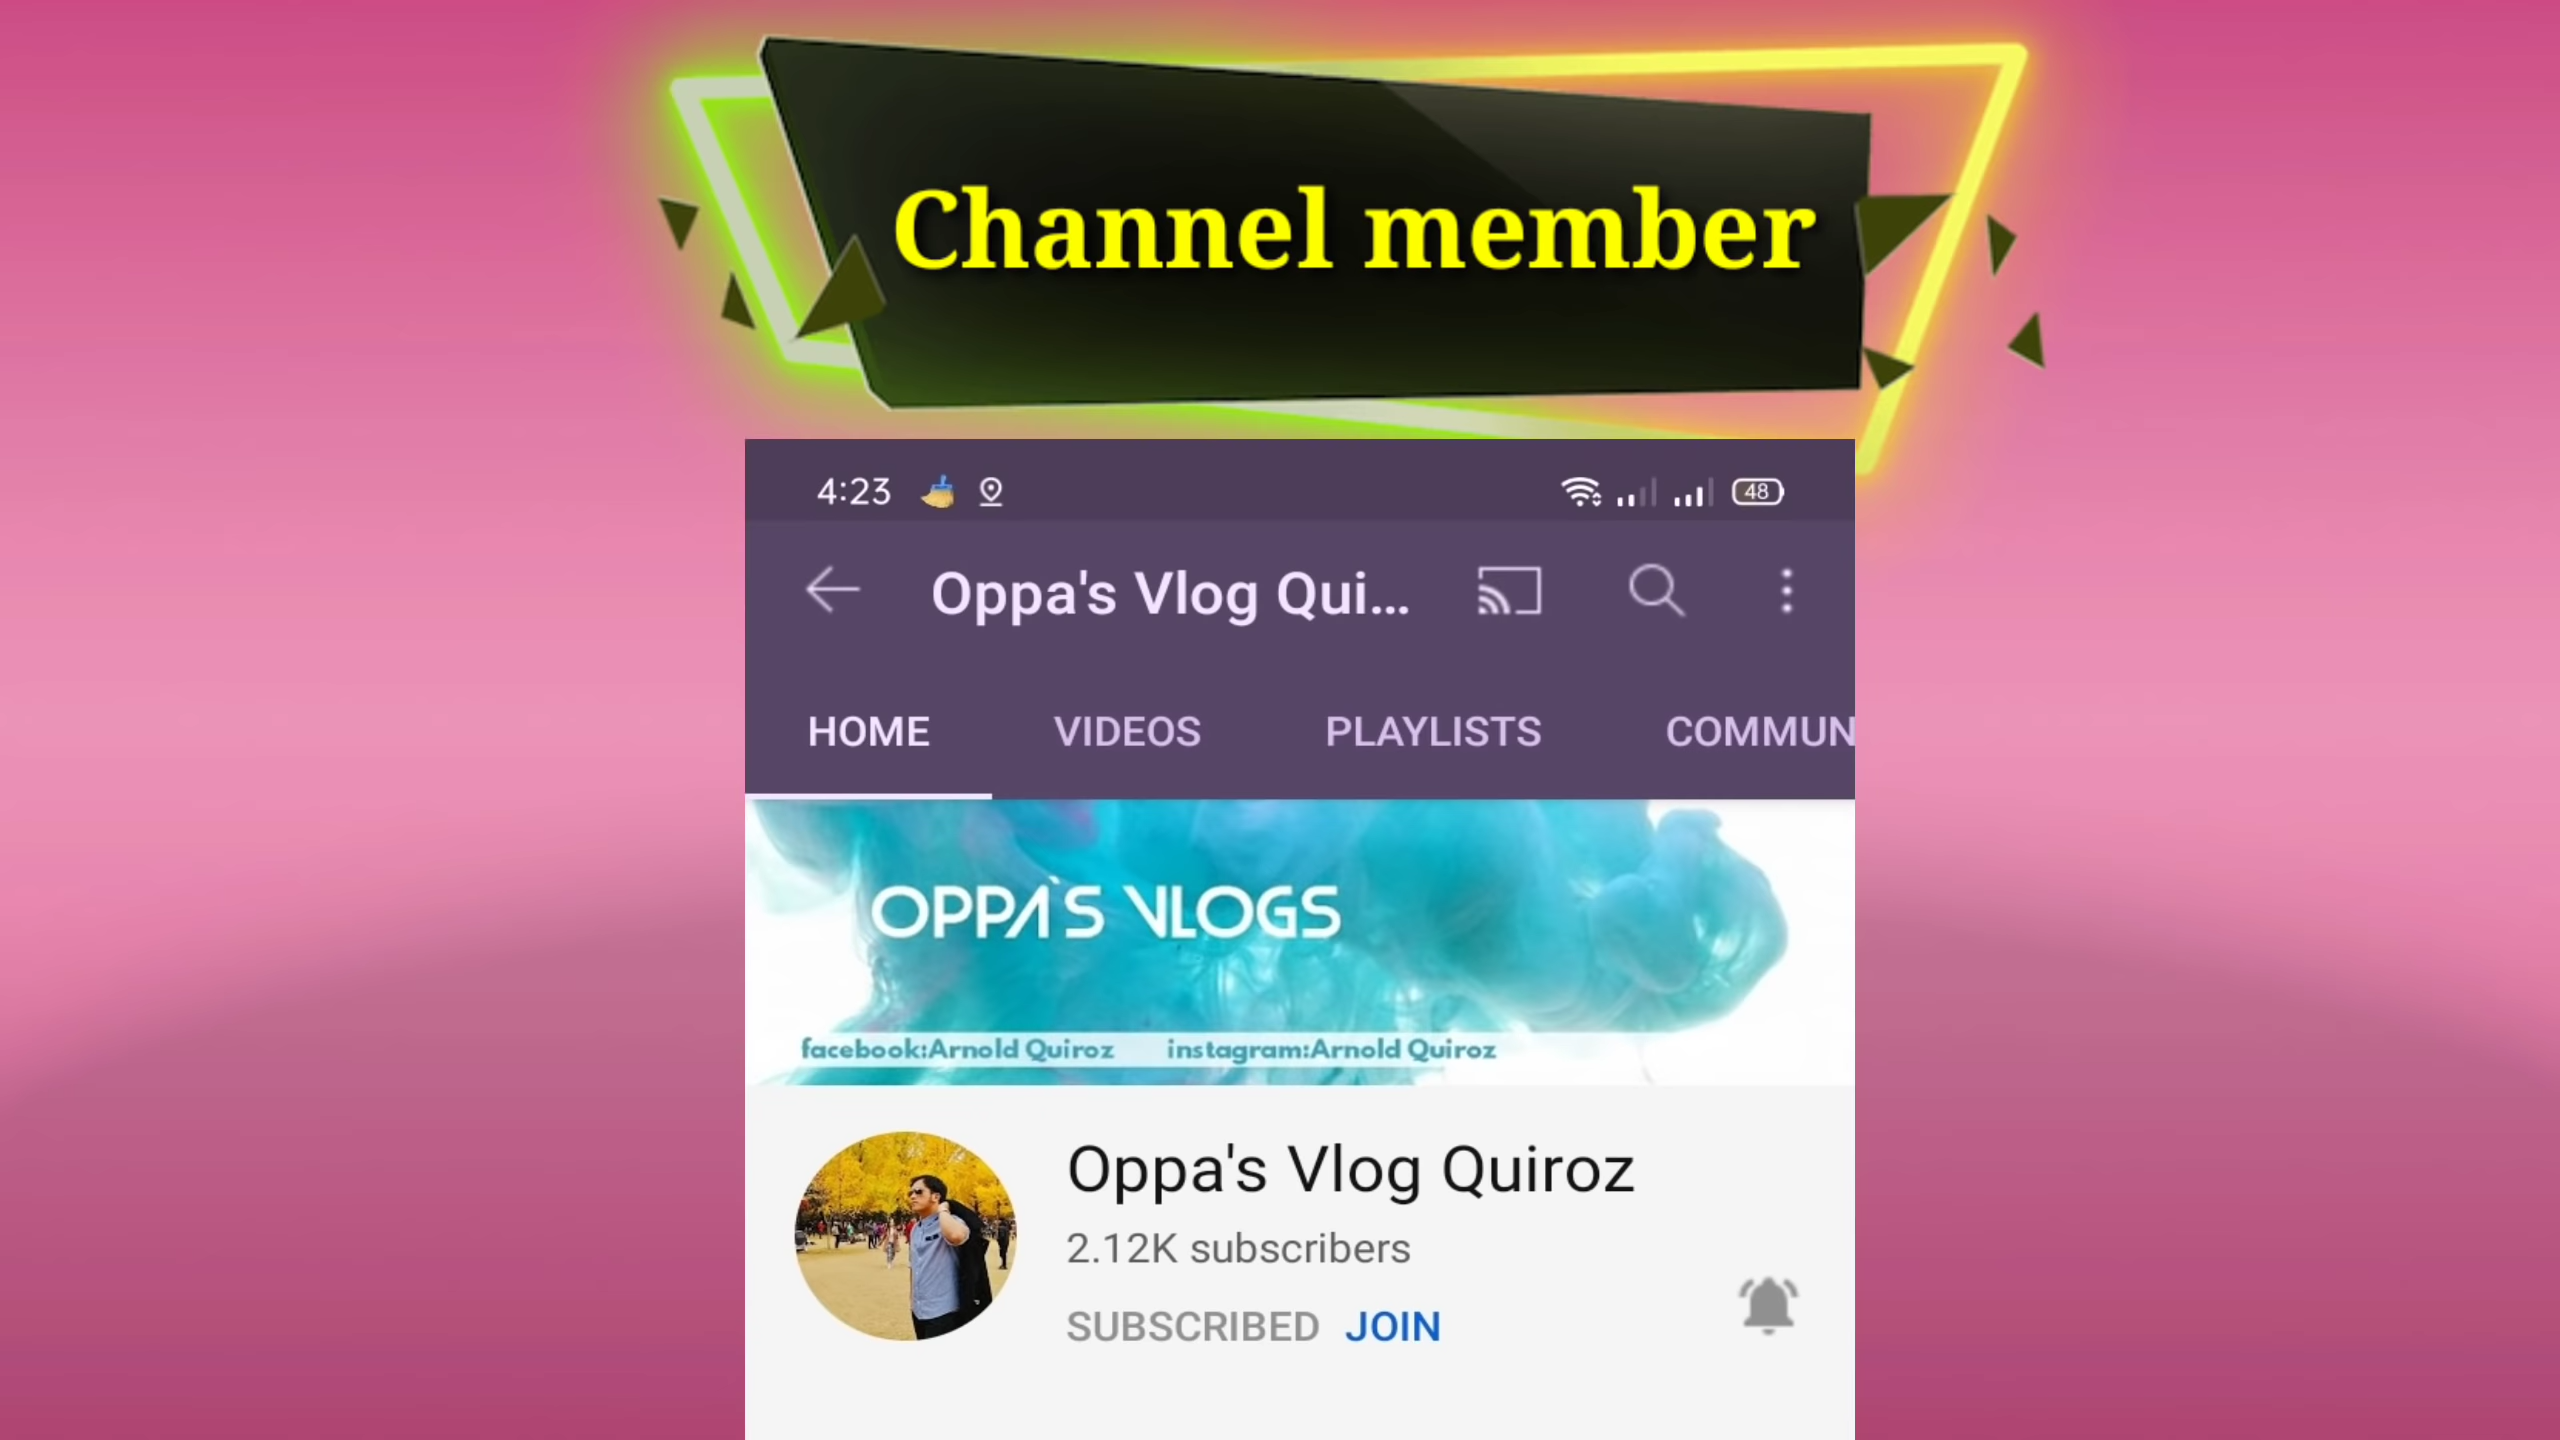 Channel member
4:23
48
Oppa's Vlog Qui...
HOME VIDEOS PLAYLISTS COMMUN
OPPA`S VLOGS
facebook:Arnold Quiroz instagram:Arnold Quiroz
Oppa's Vlog Quiroz
2.12K subscribers
SUBSCRIBED JOIN